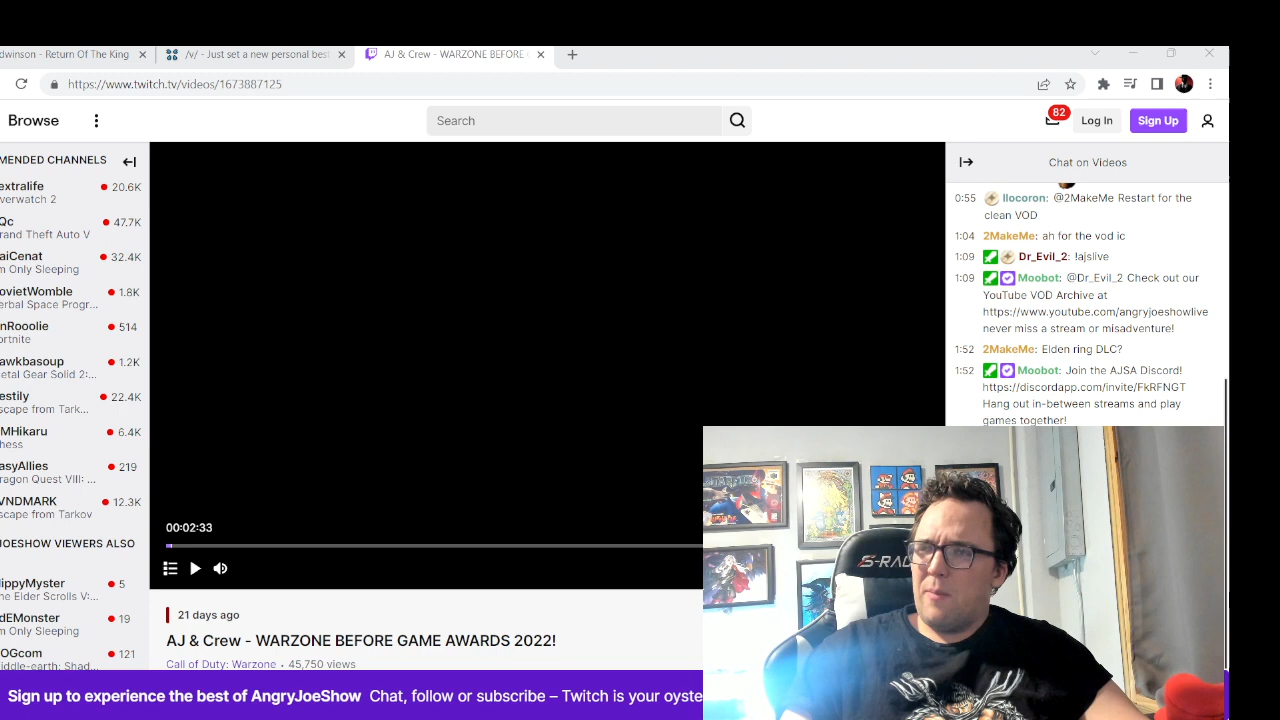 dwinson - Return Of The King
/v/ - Just set a new personal bes
AJ & Crew - WARZONE BEFORE
https://www.twitch.tv/videos/1673887125
Browse
Search
82
Log In
Sign Up
MENDED CHANNELS
extralife 20.6K
verwatch 2
Qc 47.7K
rand Theft Auto V
aiCenat 32.4K
m Only Sleeping
ovietWomble 1.8K
erbal Space Progr...
nRooolie 514
ortnite
awkbasoup 1.2K
etal Gear Solid 2:...
estily 22.4K
scape from Tark...
MHikaru 6.4K
hess
asyAllies 219
ragon Quest VIII: ...
VNDMARK 12.3K
scape from Tarkov
JOESHOW VIEWERS ALSO
lippyMyster 5
he Elder Scrolls V:...
dEMonster 19
m Only Sleeping
OGcom 121
iddle-earth: Shad...
00:02:33
21 days ago
AJ & Crew - WARZONE BEFORE GAME AWARDS 2022!
Call of Duty: Warzone • 45,750 views
Chat on Videos
0:55 llocoron: @2MakeMe Restart for the
clean VOD
1:04 2MakeMe: ah for the vod ic
1:09 Dr_Evil_2: !ajslive
1:09 Moobot: @Dr_Evil_2 Check out our
YouTube VOD Archive at
https://www.youtube.com/angryjoeshowlive
never miss a stream or misadventure!
1:52 2MakeMe: Elden ring DLC?
1:52 Moobot: Join the AJSA Discord!
https://discordapp.com/invite/FkRFNGT
Hang out in-between streams and play
games together!
S-RAC
Sign up to experience the best of AngryJoeShow Chat, follow or subscribe – Twitch is your oyste